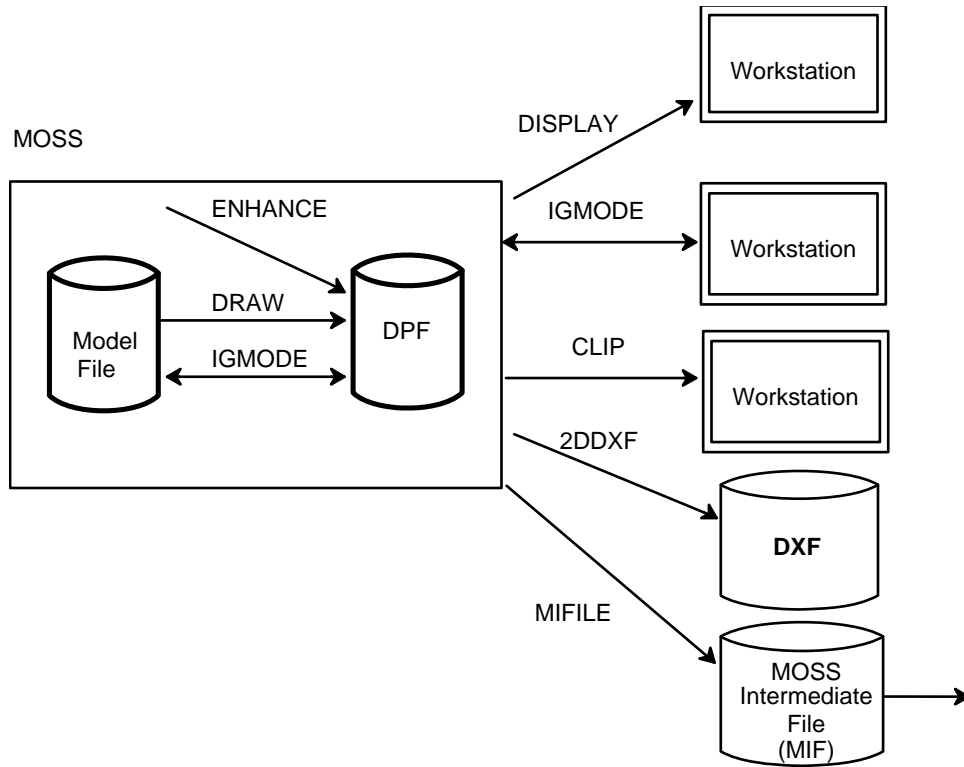 Workstation
DISPLAY
MOSS
ENHANCE
IGMODE
Workstation
DRAW
Model
File
DPF
IGMODE
CLIP
Workstation
2DDXF
DXF
MIFILE
MOSS
Intermediate
File
(MIF)